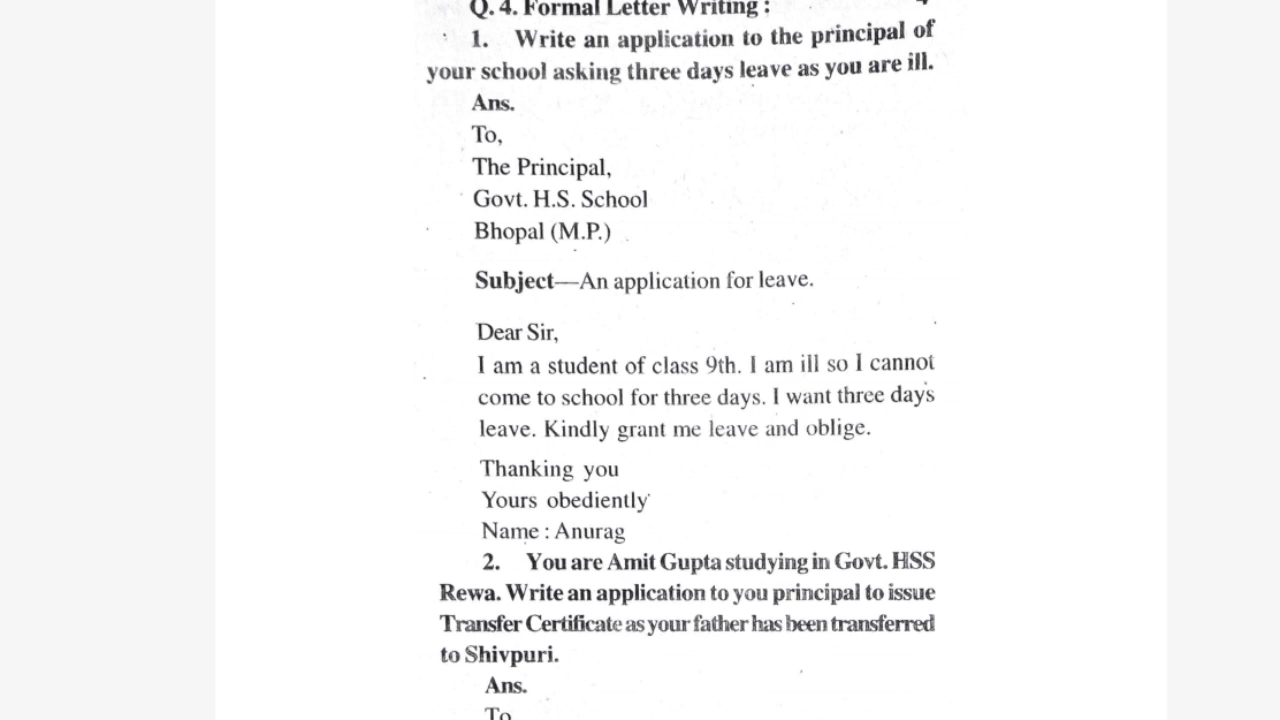 Q. 4. Formal Letter Writing :
1. Write an application to the principal of
your school asking three days leave as you are ill.
Ans.
To,
The Principal,
Govt. H.S. School
Bhopal (M.P.)
Subject—An application for leave.
Dear Sir,
I am a student of class 9th. I am ill so I cannot
come to school for three days. I want three days
leave. Kindly grant me leave and oblige.
Thanking you
Yours obediently
Name : Anurag
2. You are Amit Gupta studying in Govt. HSS
Rewa. Write an application to you principal to issue
Transfer Certificate as your father has been transferred
to Shivpuri.
Ans.
To